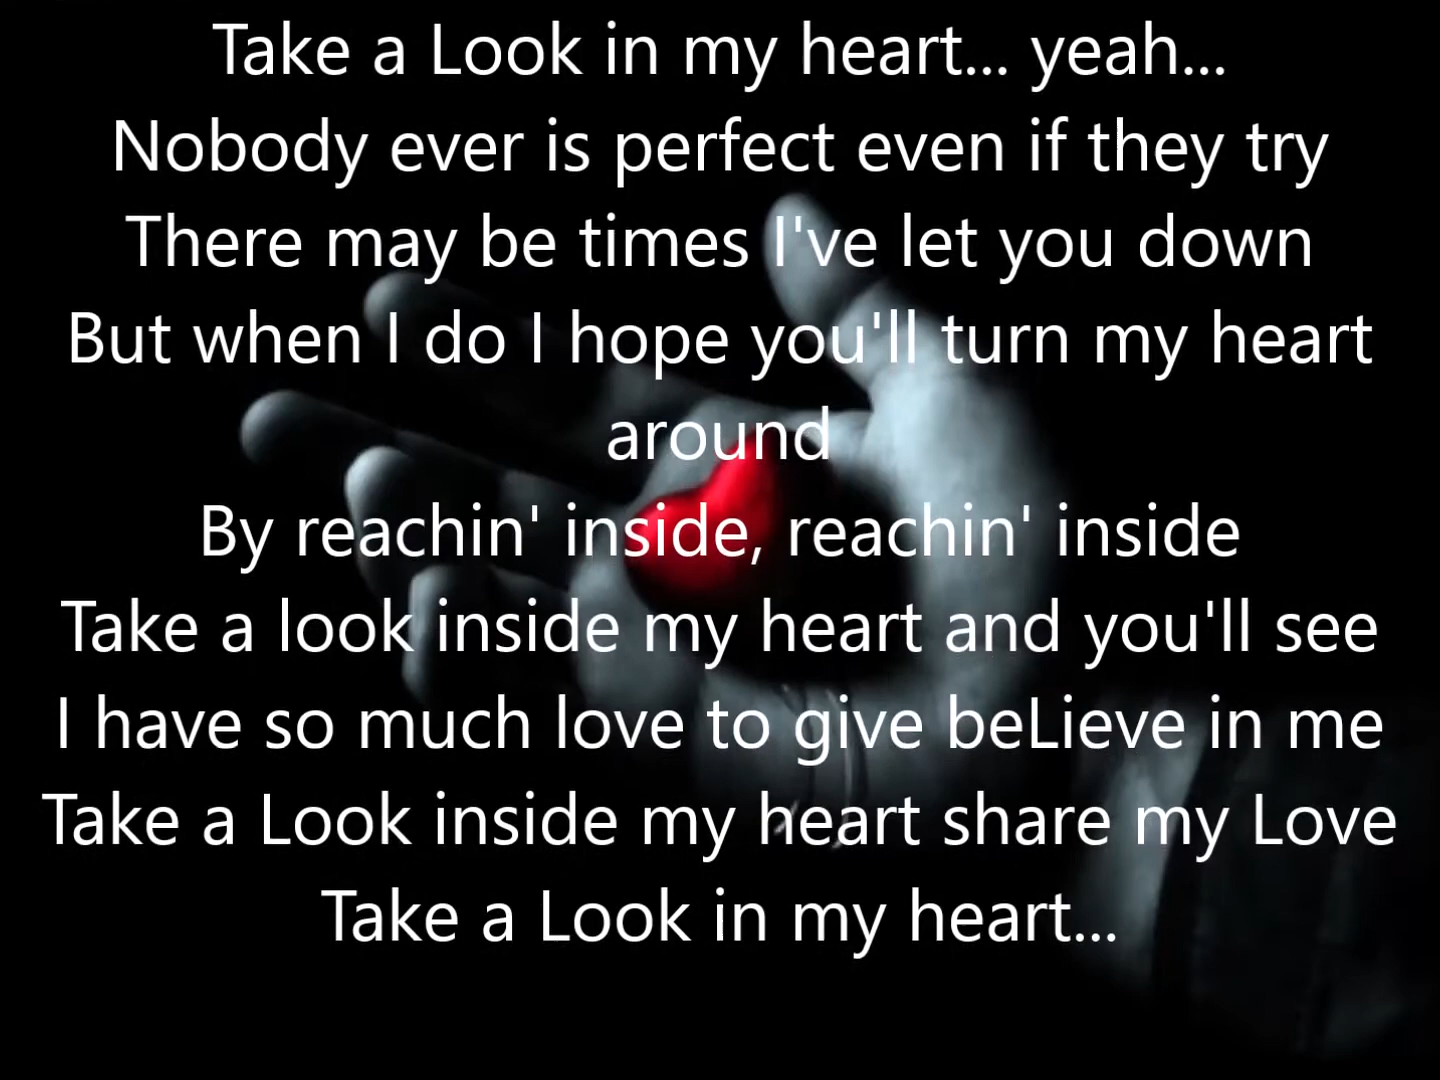 Take a Look in my heart... yeah...
Nobody ever is perfect even if they try
There may be times I've let you down
But when I do I hope you'll turn my heart
around
By reachin' inside, reachin' inside
Take a look inside my heart and you'll see
I have so much love to give beLieve in me
Take a Look inside my heart share my Love
Take a Look in my heart...